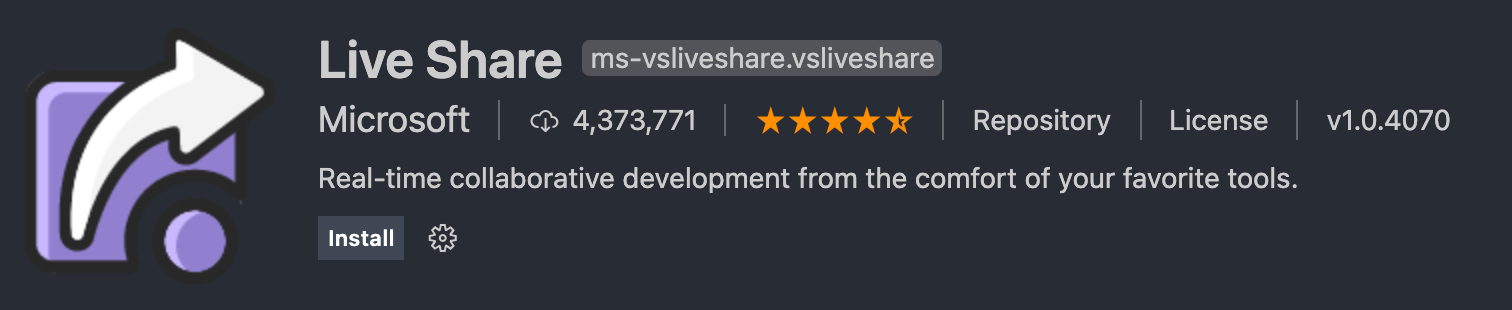 Live Share ms-vsliveshare.vsliveshare
Microsoft 4,373,771 Repository License v1.0.4070
Real-time collaborative development from the comfort of your favorite tools.
Install